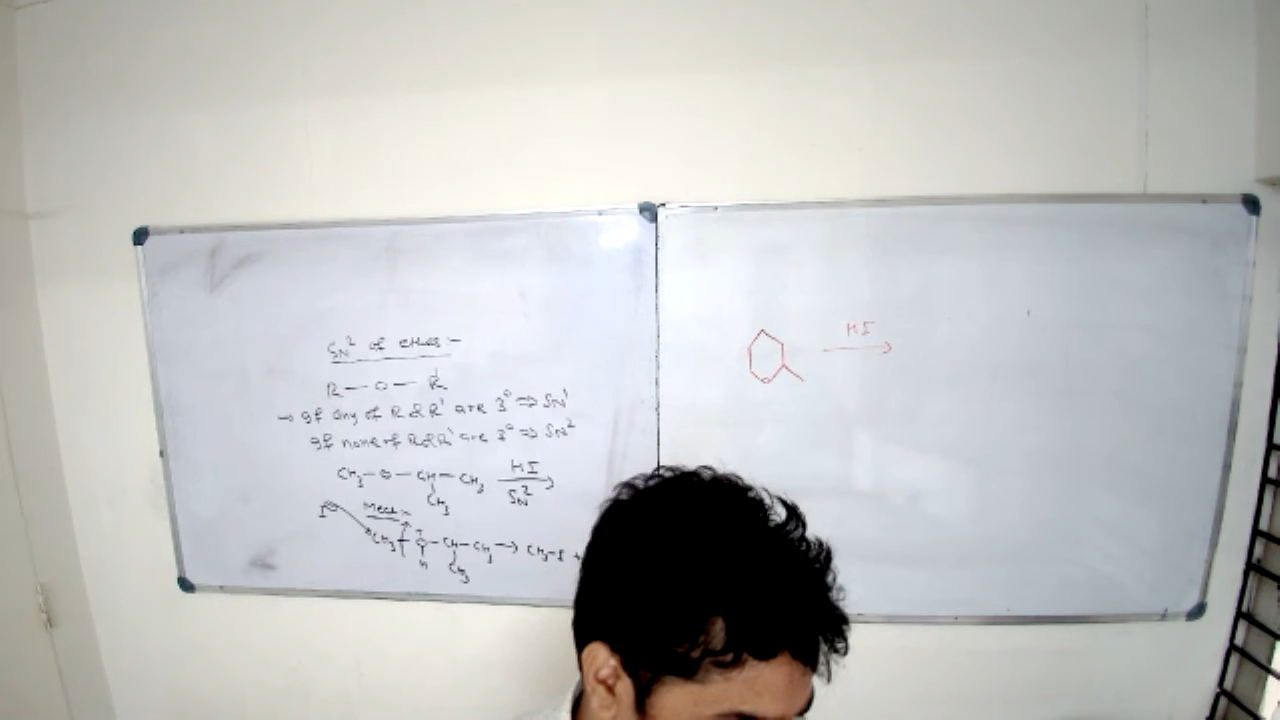 SN² of ethers :-
R — O — R'
→ If any of R & R' are 3° ⇒ SN¹
If none of R & R' are 3° ⇒ SN²
CH₃ — O — CH — CH₃ HI
CH₃ SN²
Mech :-
I CH₃ — O — CH — CH₃ → CH₃ - I +
H CH₃
HI
O